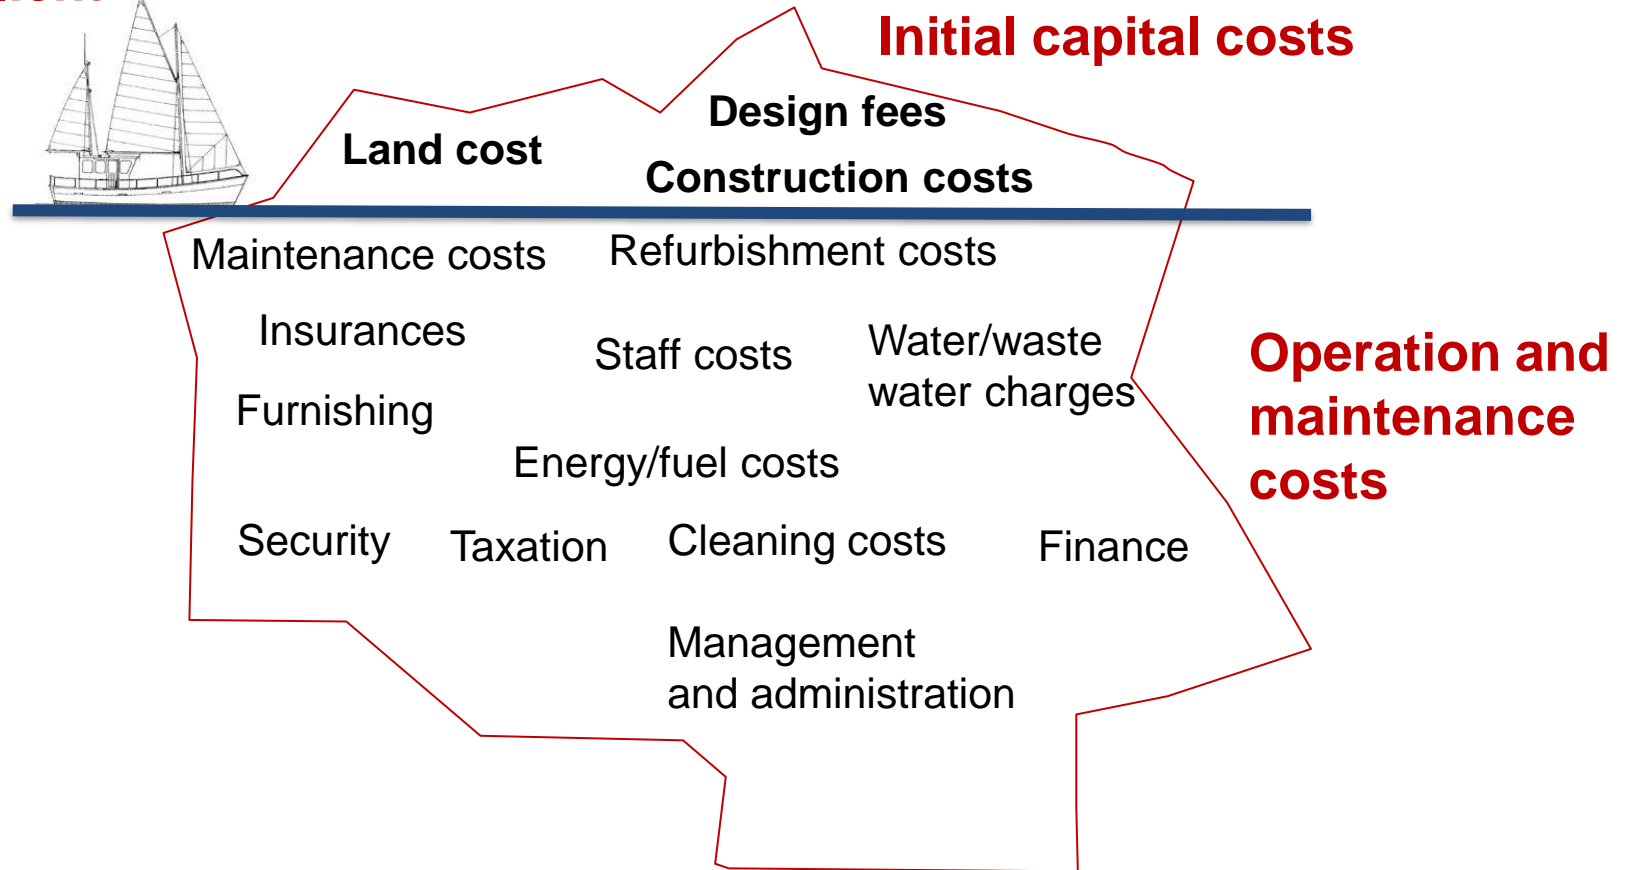 Initial capital costs
Design fees
Land cost
Construction costs
Maintenance costs
Refurbishment costs
Insurances
Staff costs
Water/waste
water charges
Furnishing
Energy/fuel costs
Operation and
maintenance
costs
Security
Taxation
Cleaning costs
Finance
Management
and administration